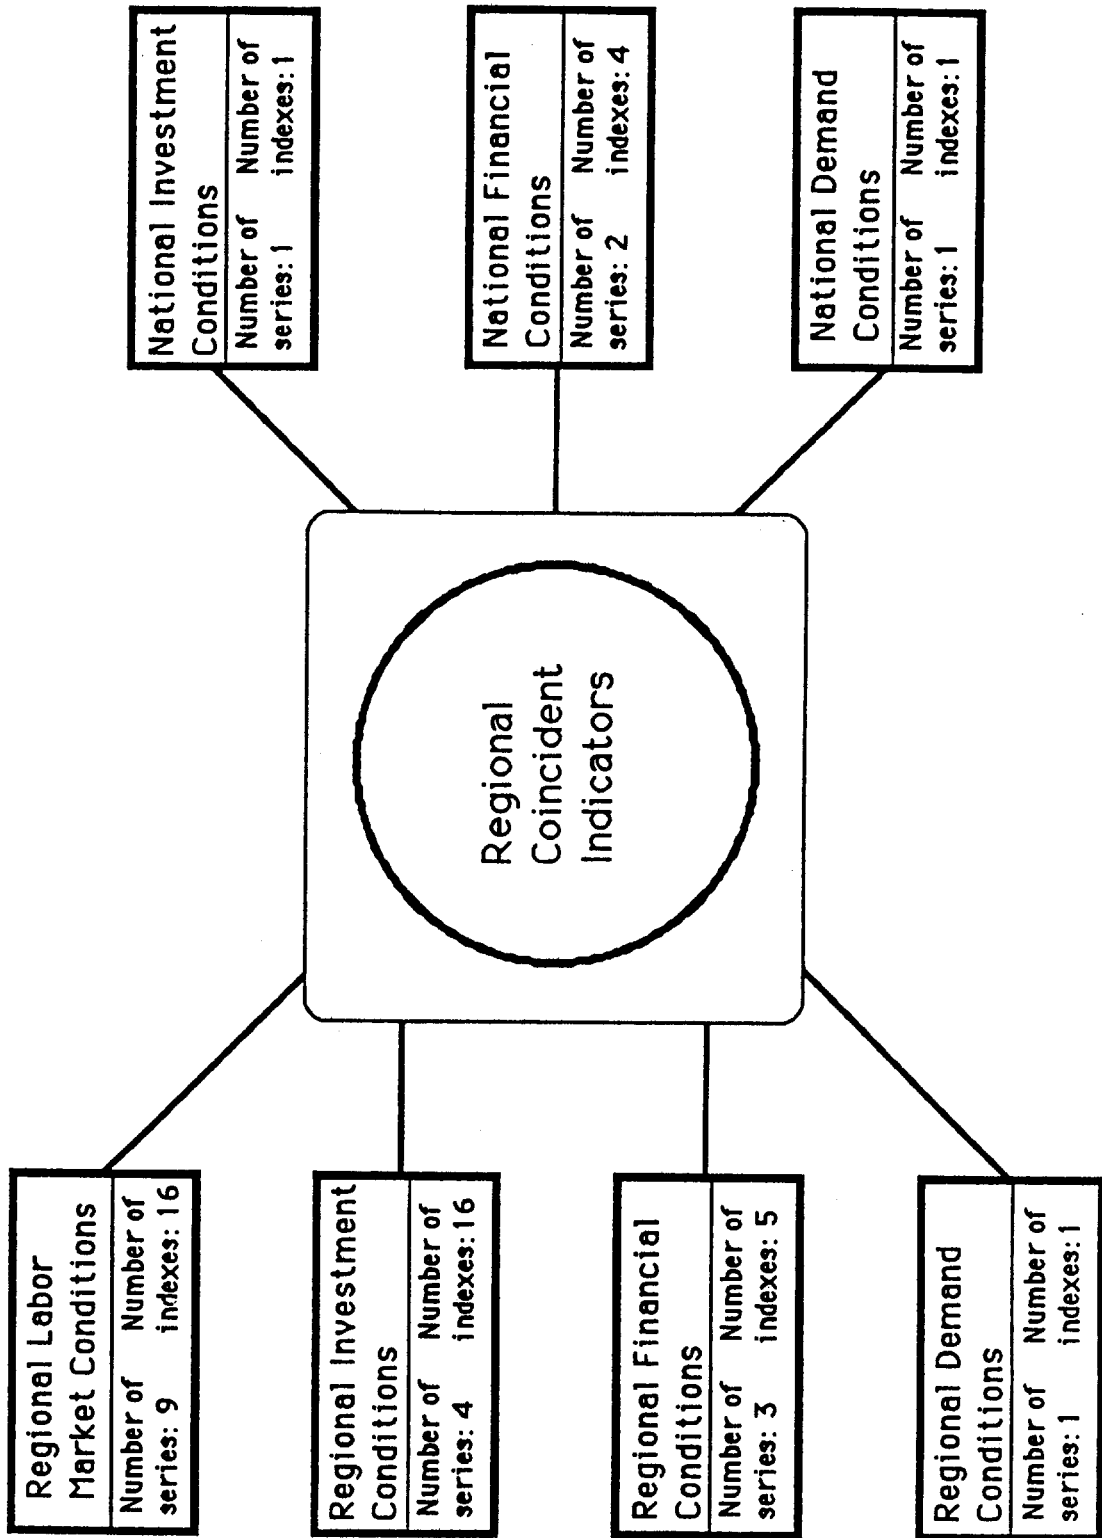 Regional Labor
Market Conditions
Number of Number of
series: 9 indexes: 16
Regional Investment
Conditions
Number of Number of
series: 4 indexes: 16
Regional Financial
Conditions
Number of Number of
series: 3 indexes: 5
Regional Demand
Conditions
Number of Number of
series: 1 indexes: 1
Regional
Coincident
Indicators
National Investment
Conditions
Number of Number of
series: 1 indexes: 1
National Financial
Conditions
Number of Number of
series: 2 indexes: 4
National Demand
Conditions
Number of Number of
series: 1 indexes: 1